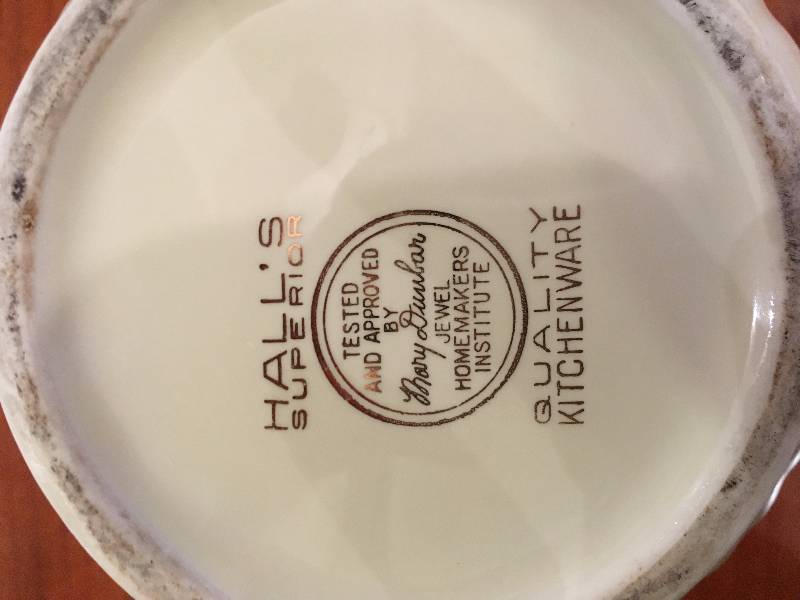 HALL'S
SUPERIOR
TESTED
AND APPROVED
BY
Mary Dunbar
JEWEL
HOMEMAKERS
INSTITUTE
QUALITY
KITCHENWARE